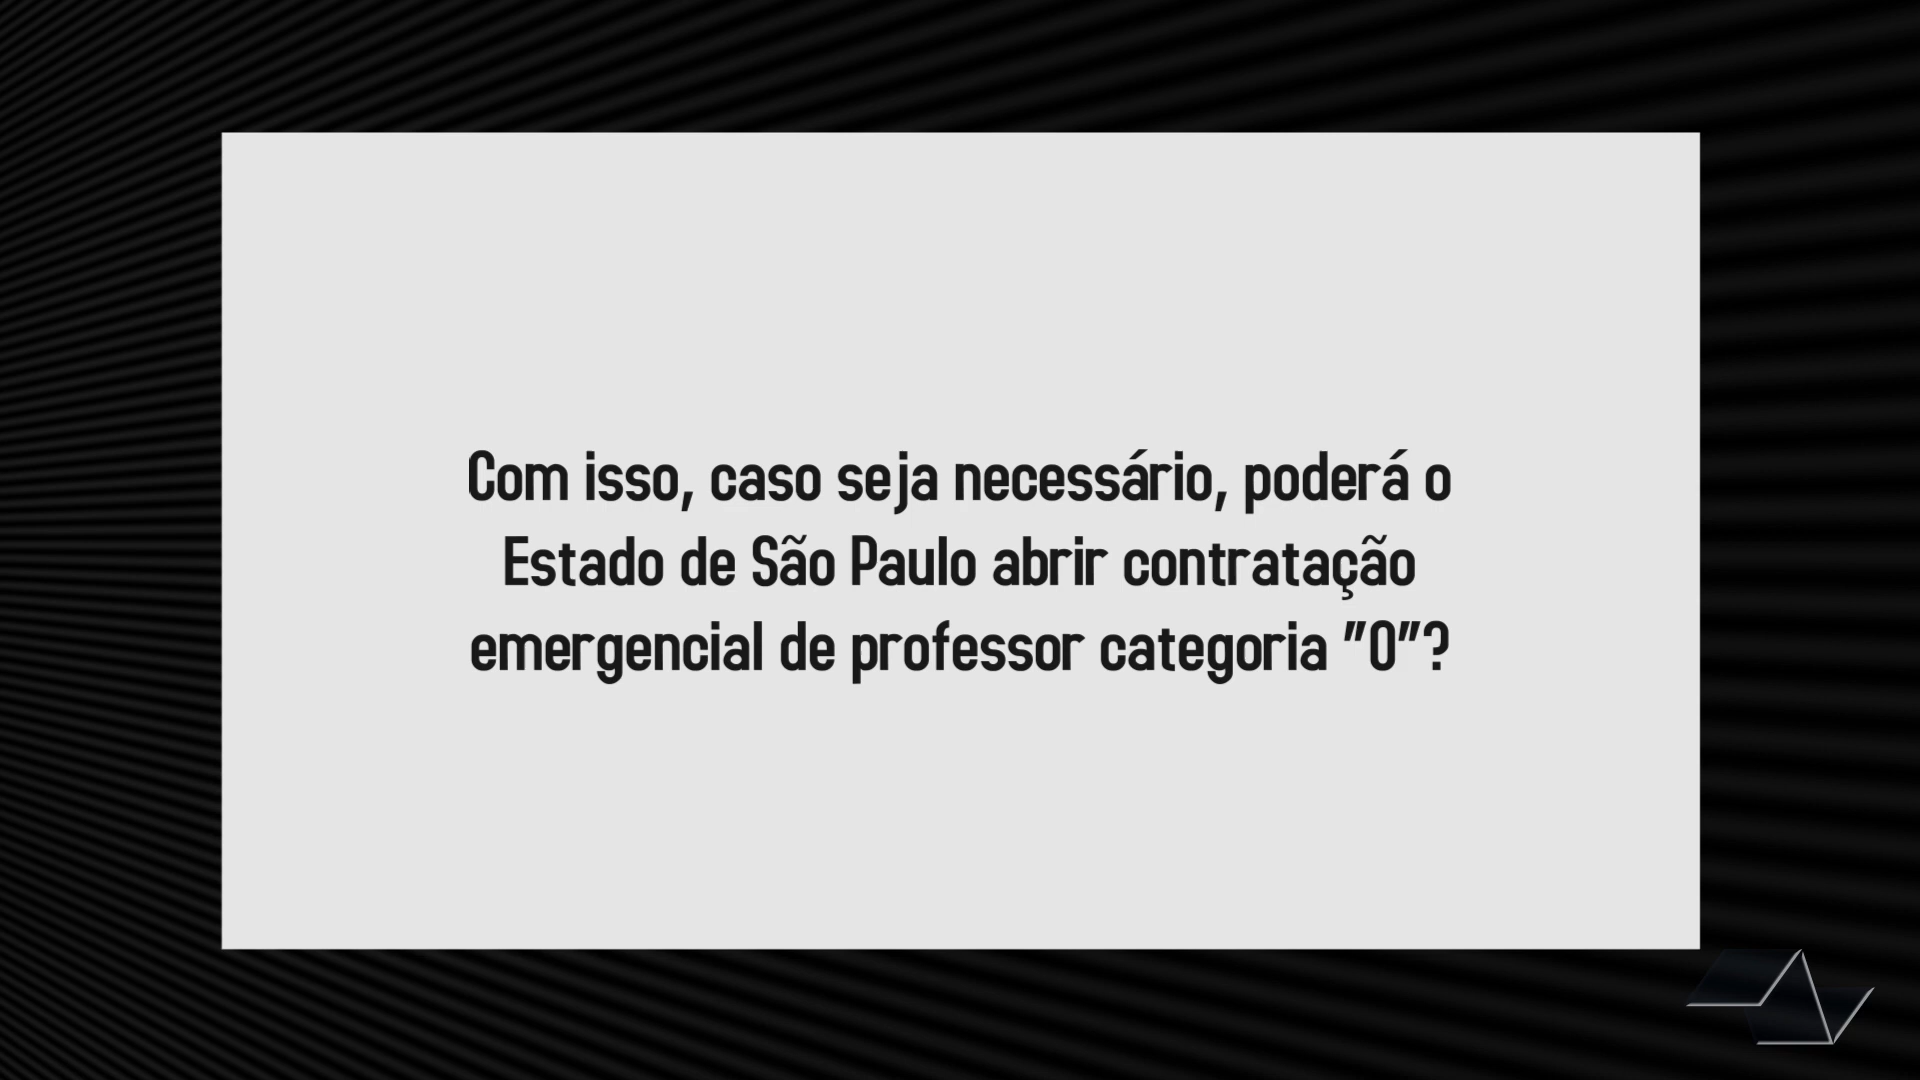 Com isso, caso seja necessário, poderá o
Estado de São Paulo abrir contratação
emergencial de professor categoria "O"?